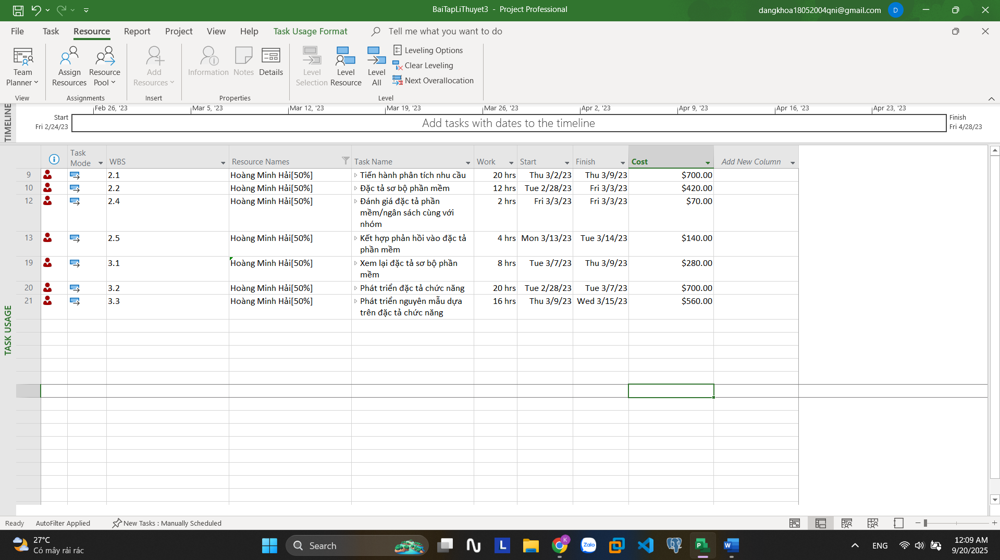 BaiTapLiThuyet3 - Project Professional
dangkhoa18052004qni@gmail.com
D
File Task Resource Report Project View Help Task Usage Format Tell me what you want to do
Team Planner
Assign Resources
Resource Pool
Add Resources
Information
Notes
Details
Level Selection
Level Resource
Level All
Leveling Options
Clear Leveling
Next Overallocation
View Assignments Insert Properties Level
TIMELINE
Feb 26, '23 Mar 5, '23 Mar 12, '23 Mar 19, '23 Mar 26, '23 Apr 2, '23 Apr 9, '23 Apr 16, '23 Apr 23, '23
Start
Fri 2/24/23
Add tasks with dates to the timeline
Finish
Fri 4/28/23
TASK USAGE
Task Mode WBS Resource Names Task Name Work Start Finish Cost Add New Column
9 2.1 Hoàng Minh Hải[50%] Tiến hành phân tích nhu cầu 20 hrs Thu 3/2/23 Thu 3/9/23 $700.00
10 2.2 Hoàng Minh Hải[50%] Đặc tả sơ bộ phần mềm 12 hrs Tue 2/28/23 Fri 3/3/23 $420.00
12 2.4 Hoàng Minh Hải[50%] Đánh giá đặc tả phần 2 hrs Fri 3/3/23 Fri 3/3/23 $70.00
mềm/ngân sách cùng với
nhóm
13 2.5 Hoàng Minh Hải[50%] Kết hợp phản hồi vào đặc tả 4 hrs Mon 3/13/23 Tue 3/14/23 $140.00
phần mềm
19 3.1 Hoàng Minh Hải[50%] Xem lại đặc tả sơ bộ phần 8 hrs Tue 3/7/23 Thu 3/9/23 $280.00
mềm
20 3.2 Hoàng Minh Hải[50%] Phát triển đặc tả chức năng 20 hrs Tue 2/28/23 Tue 3/7/23 $700.00
21 3.3 Hoàng Minh Hải[50%] Phát triển nguyên mẫu dựa 16 hrs Thu 3/9/23 Wed 3/15/23 $560.00
trên đặc tả chức năng
Ready AutoFilter Applied New Tasks : Manually Scheduled
27°C
Có mây rải rác
Search
L
K
Zalo
P
W
ENG
12:09 AM
9/20/2025